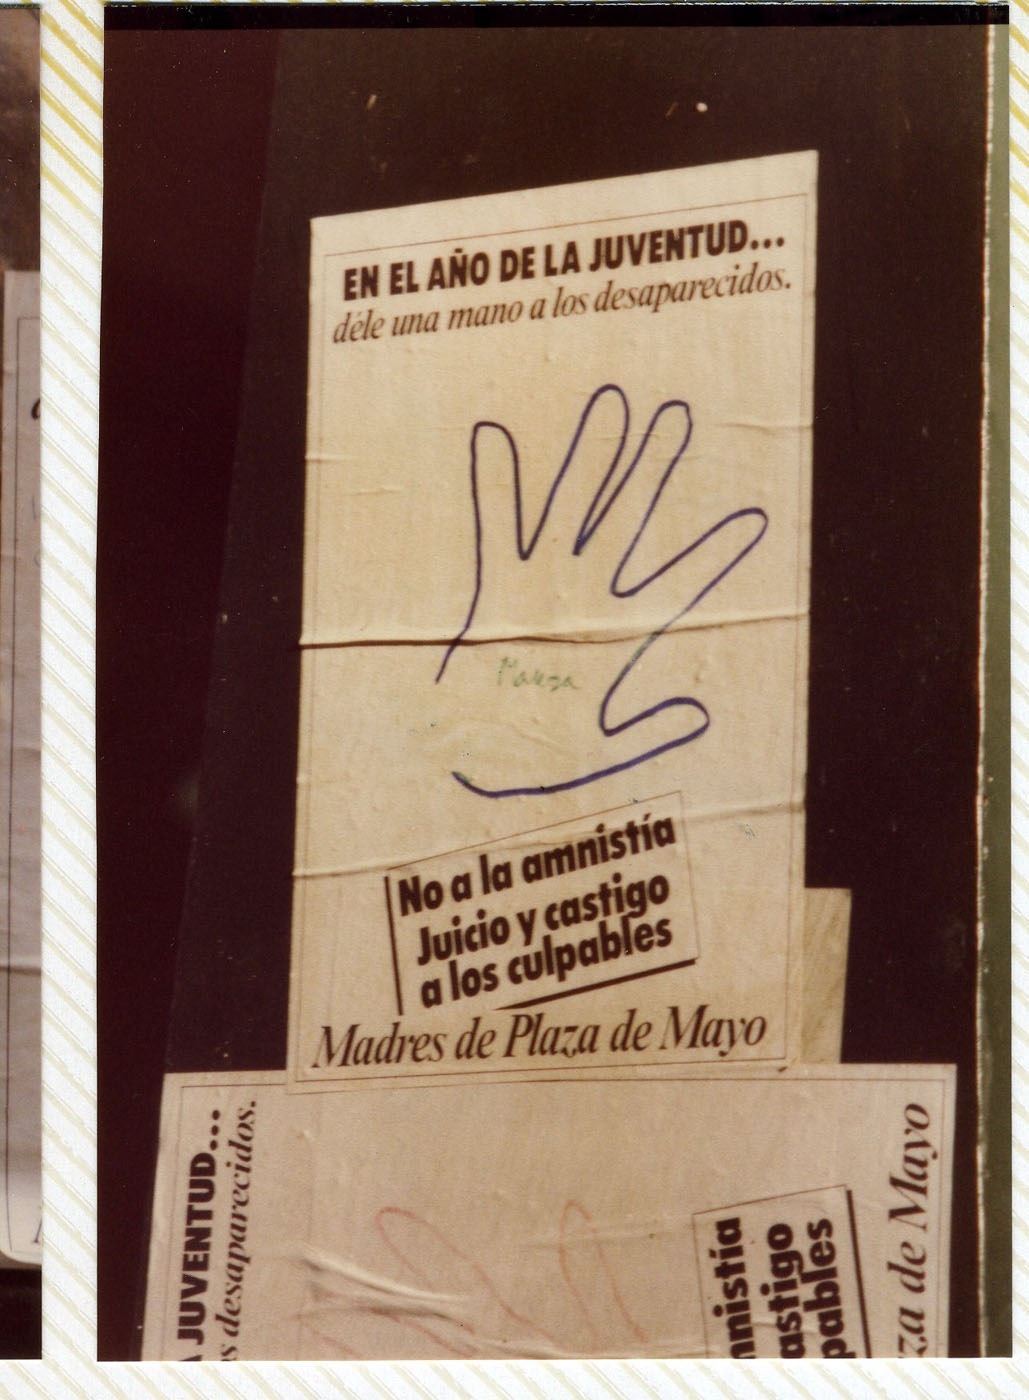 EN EL AÑO DE LA JUVENTUD...
déle una mano a los desaparecidos.
No a la amnistía
Juicio y castigo
a los culpables
Madres de Plaza de Mayo
JUVENTUD...
desaparecidos.
mnistía
astigo
pables
za de Mayo